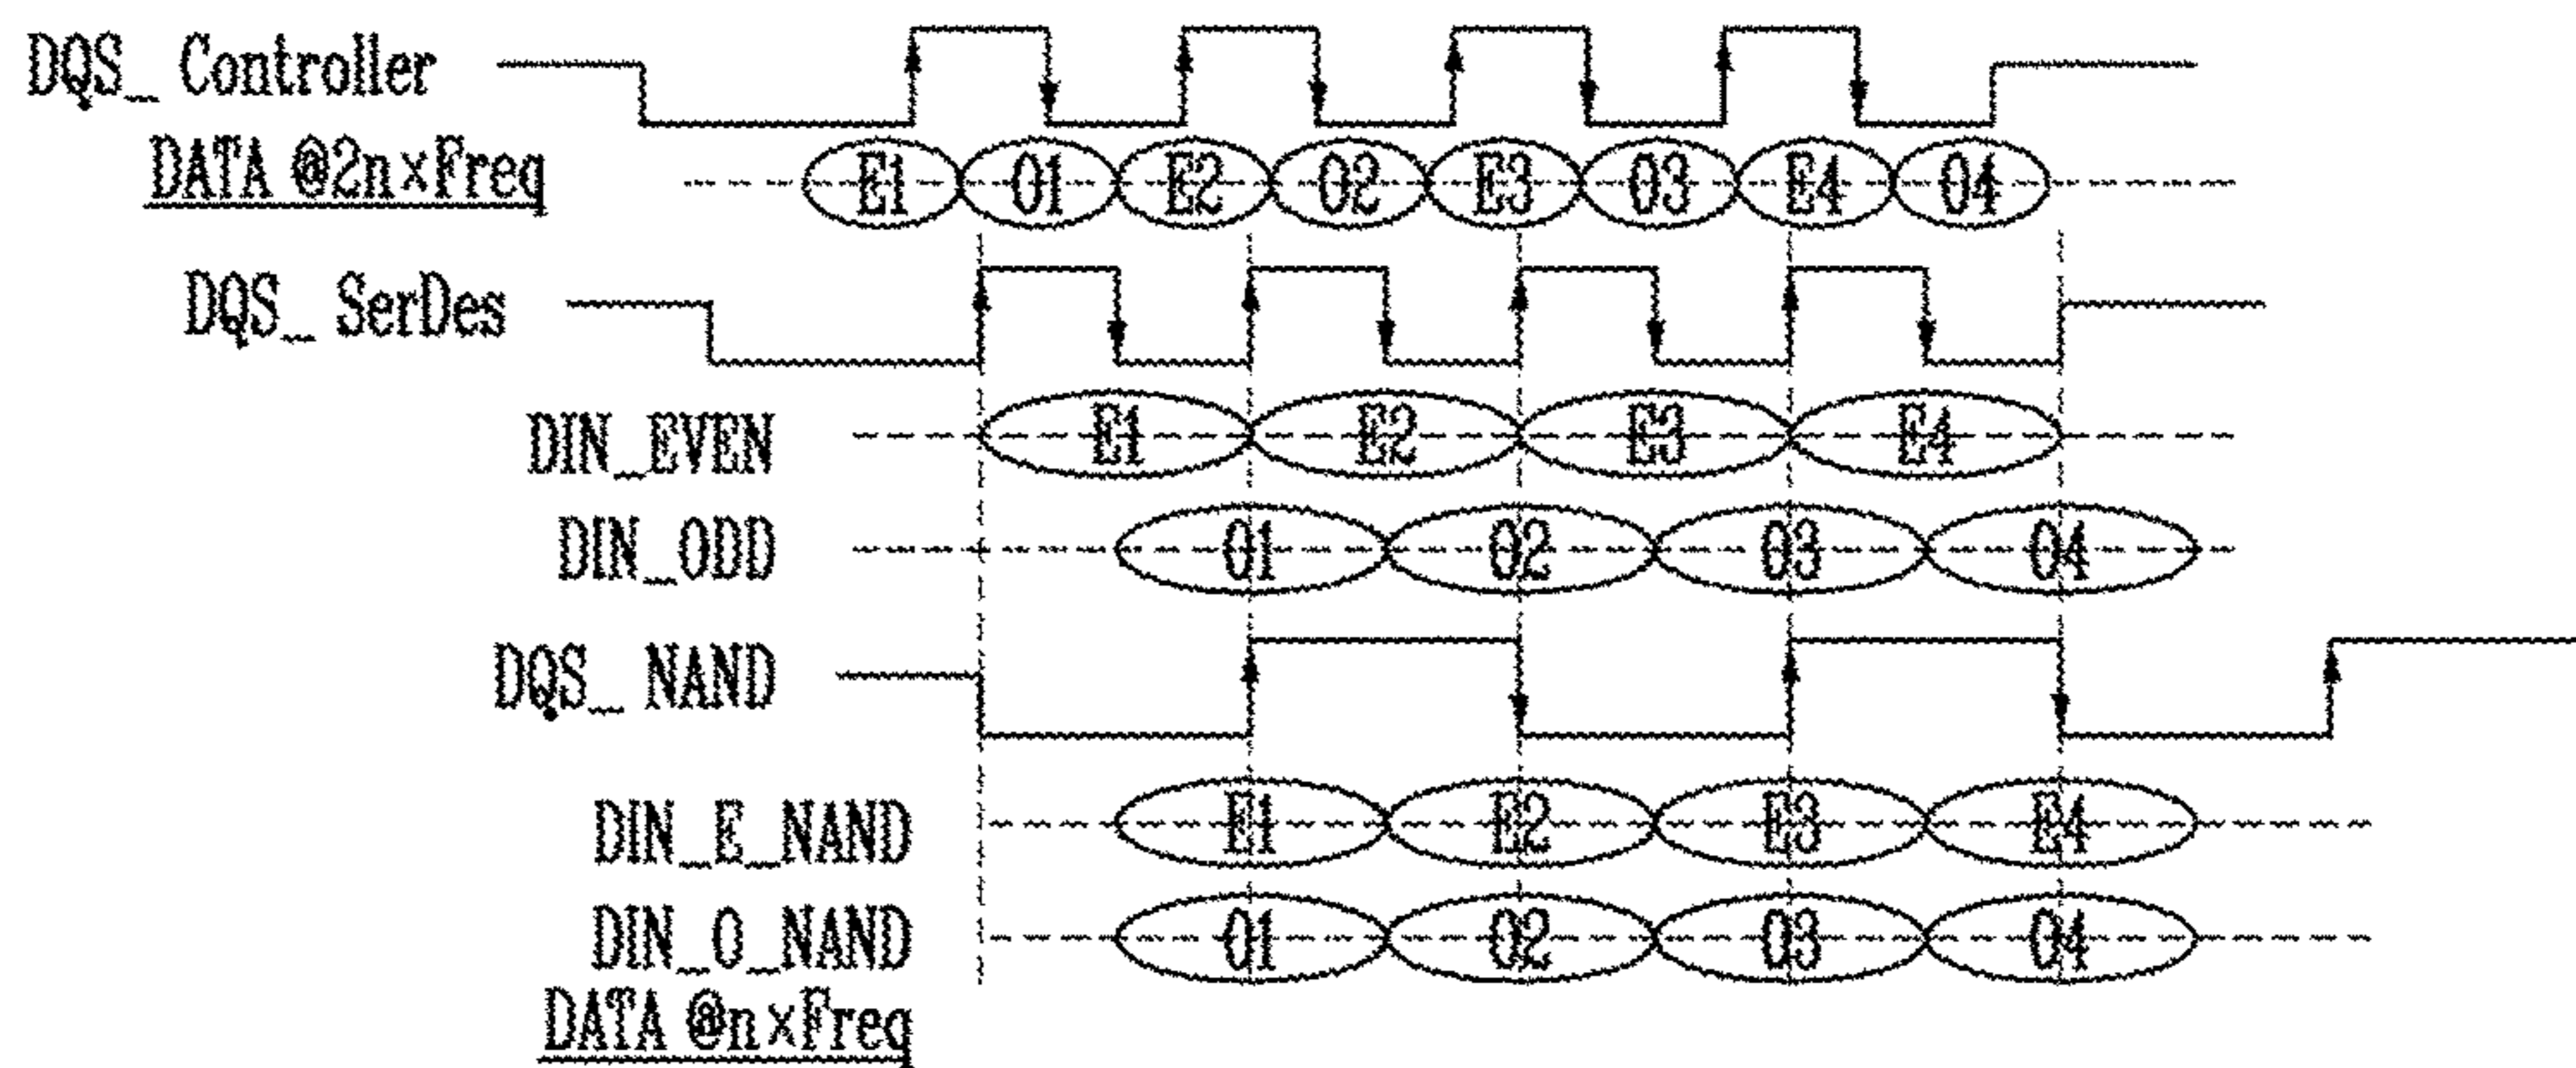 DQS_ Controller
DATA @2n×Freq
E1 O1 E2 O2 E3 O3 E4 O4
DQS_ SerDes
DIN_EVEN
E1 E2 E3 E4
DIN_ODD
O1 O2 O3 O4
DQS_ NAND
DIN_E_NAND
E1 E2 E3 E4
DIN_O_NAND
O1 O2 O3 O4
DATA @n×Freq